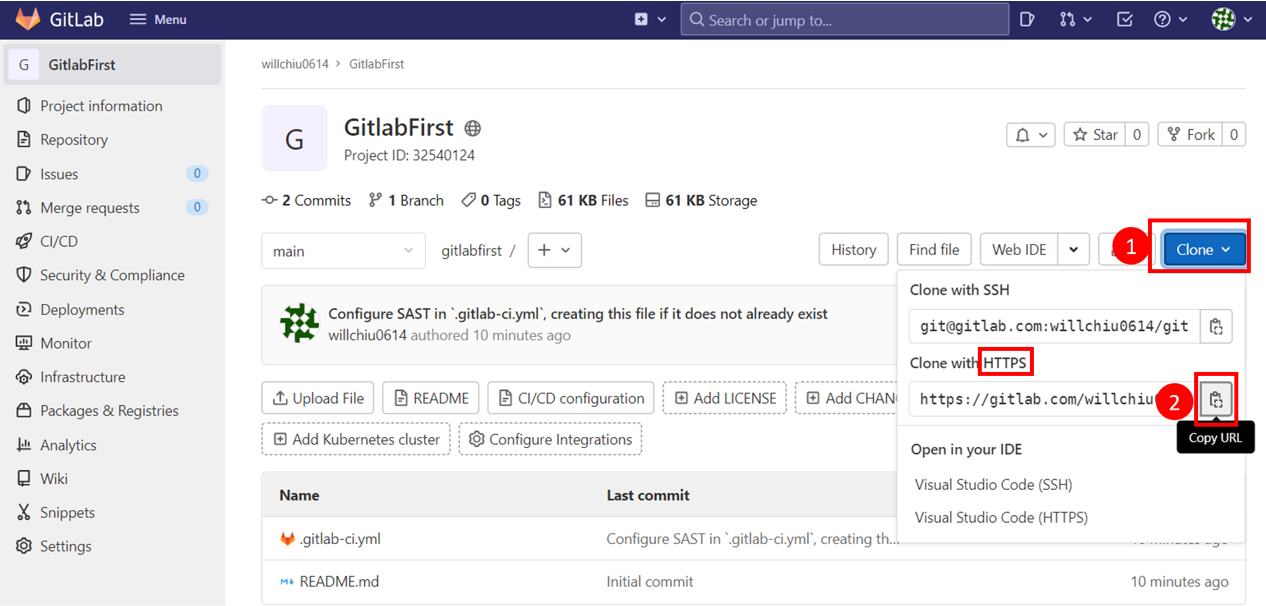 GitLab Menu Search or jump to...
G GitlabFirst
Project information
Repository
Issues 0
Merge requests 0
CI/CD
Security & Compliance
Deployments
Monitor
Infrastructure
Packages & Registries
Analytics
Wiki
Snippets
Settings
willchiu0614 > GitlabFirst
G
GitlabFirst
Project ID: 32540124
Star 0 Fork 0
2 Commits 1 Branch 0 Tags 61 KB Files 61 KB Storage
main gitlabfirst / + History Find file Web IDE 1 Clone
Configure SAST in `.gitlab-ci.yml`, creating this file if it does not already exist
willchiu0614 authored 10 minutes ago
Upload File README CI/CD configuration Add LICENSE Add CHAN
Add Kubernetes cluster Configure Integrations
Clone with SSH
git@gitlab.com:willchiu0614/git
Clone with HTTPS
https://gitlab.com/willchiu 2
Copy URL
Open in your IDE
Visual Studio Code (SSH)
Visual Studio Code (HTTPS)
Name Last commit
.gitlab-ci.yml Configure SAST in `.gitlab-ci.yml`, creating th... 10 minutes ago
README.md Initial commit 10 minutes ago